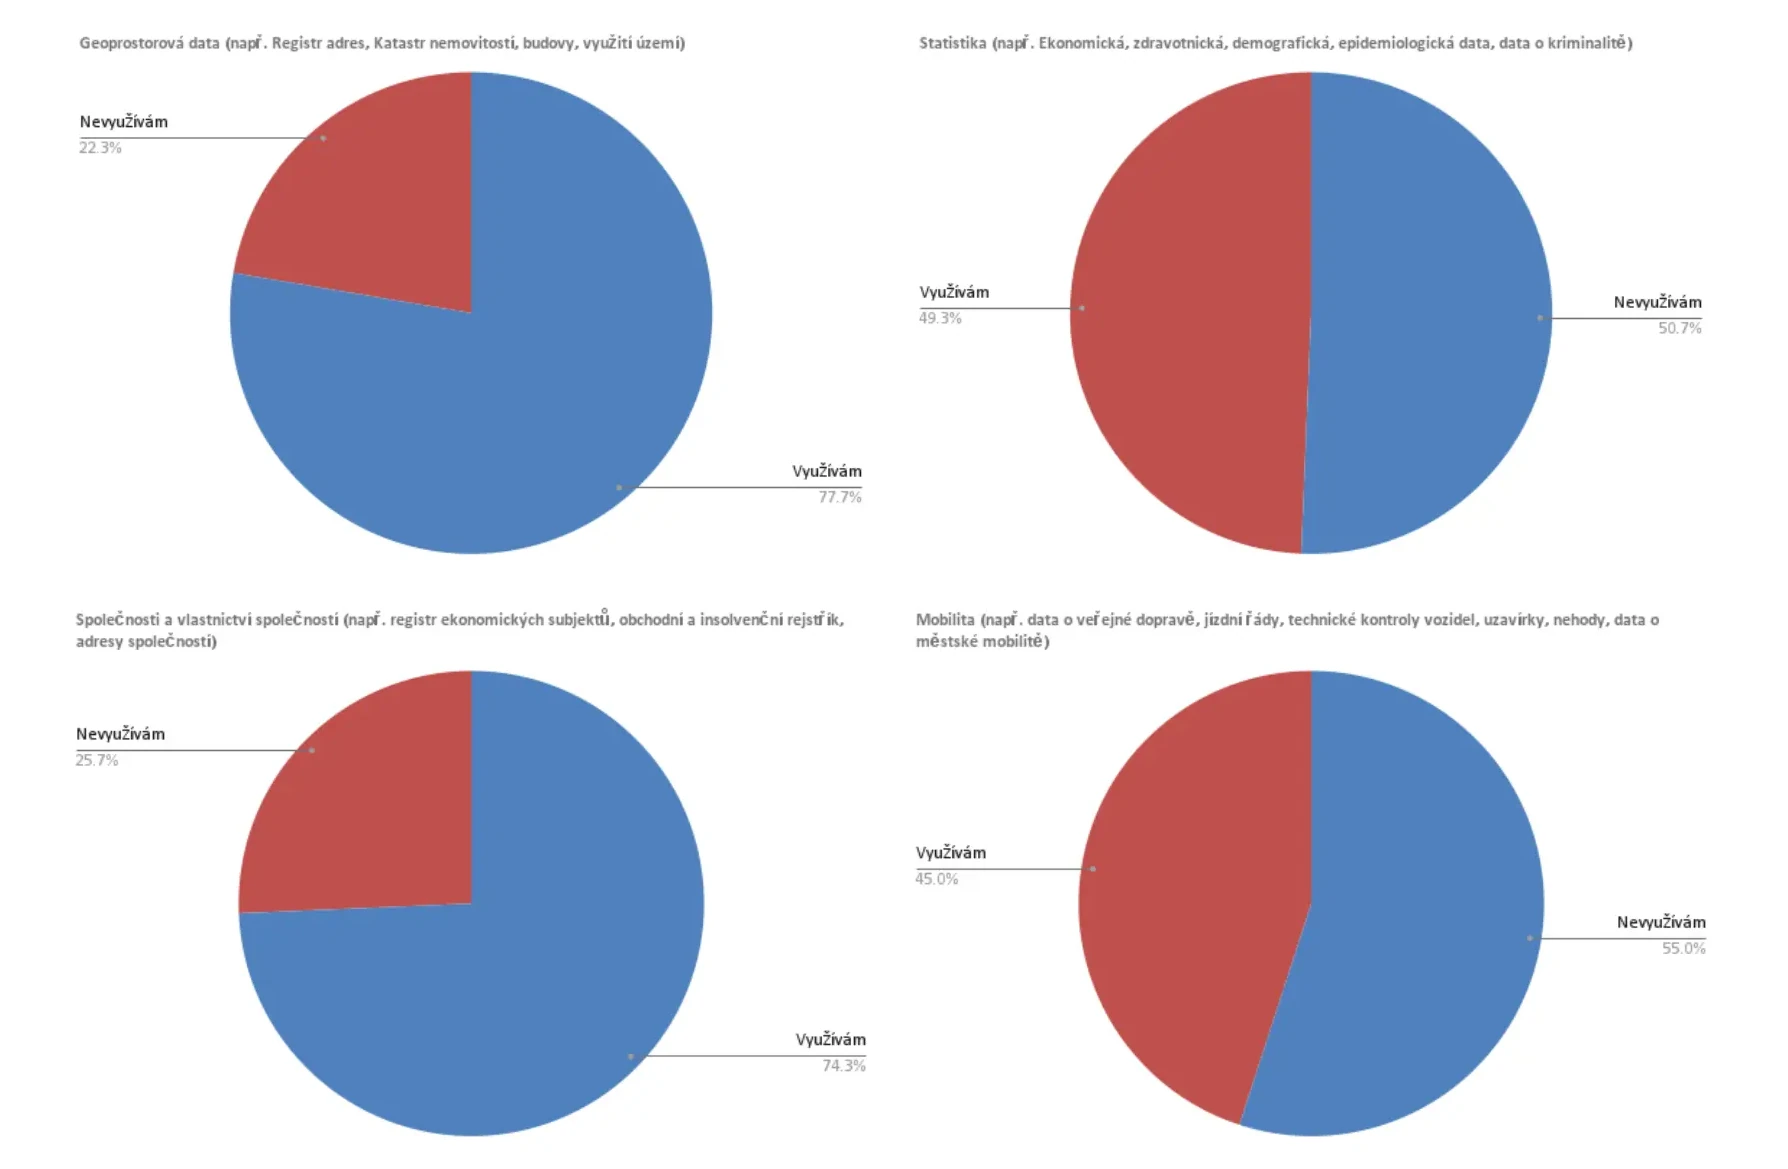 Geoprostorová data (např. Registr adres, Katastr nemovitostí, budovy, využití území)
Nevyužívám
22.3%
Využívám
77.7%
Statistika (např. Ekonomická, zdravotnická, demografická, epidemiologická data, data o kriminalitě)
Využívám
49.3%
Nevyužívám
50.7%
Společnosti a vlastnictví společností (např. registr ekonomických subjektů, obchodní a insolvenční rejstřík,
adresy společností)
Nevyužívám
25.7%
Využívám
74.3%
Mobilita (např. data o veřejné dopravě, jízdní řády, technické kontroly vozidel, uzavírky, nehody, data o
městské mobilitě)
Využívám
45.0%
Nevyužívám
55.0%